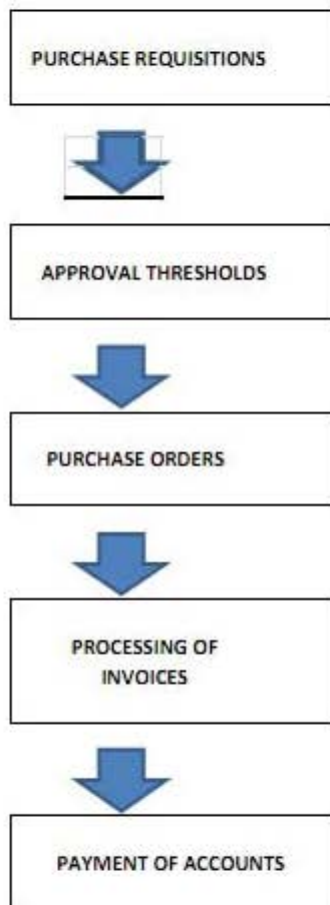 PURCHASE REQUISITIONS
APPROVAL THRESHOLDS
PURCHASE ORDERS
PROCESSING OF
INVOICES
PAYMENT OF ACCOUNTS